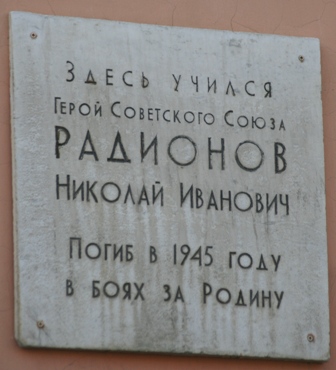 Здесь учился
Герой Советского Союза
РАДИОНОВ
Николай Иванович
Погиб в 1945 году
в боях за Родину